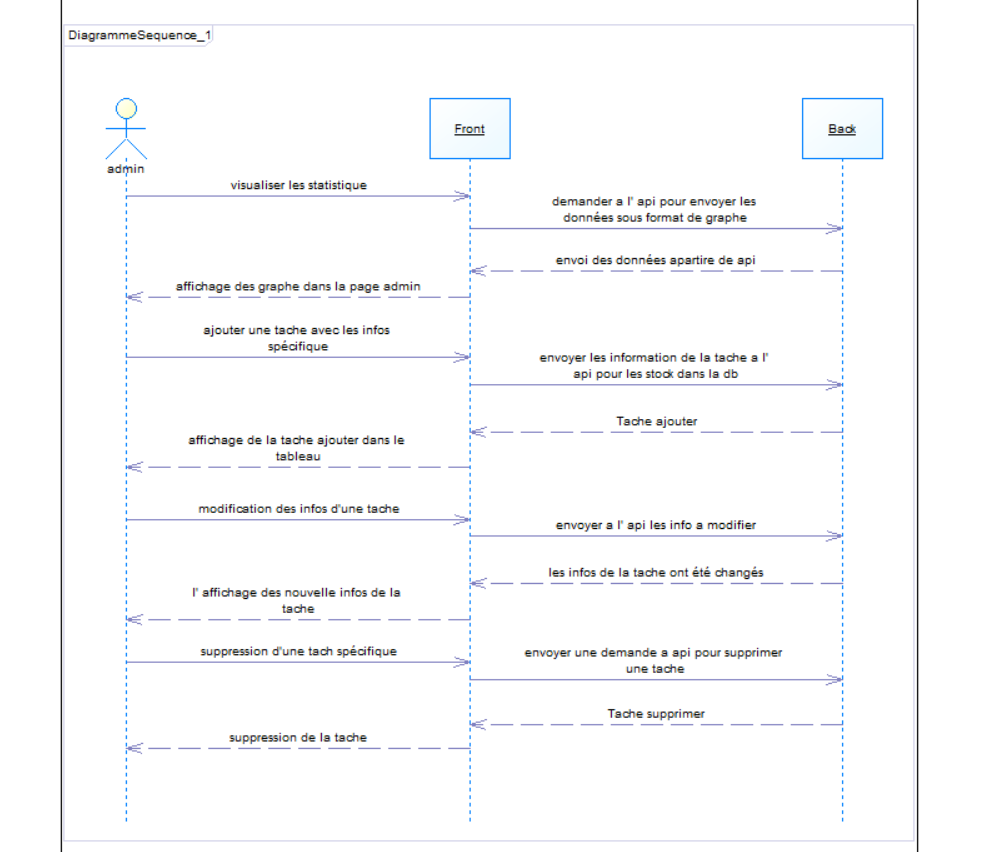 DiagrammeSequence_1
Front
Back
admin
visualiser les statistique
demander a l' api pour envoyer les
données sous format de graphe
envoi des données apartire de api
affichage des graphe dans la page admin
ajouter une tache avec les infos
spécifique
envoyer les information de la tache a l'
api pour les stock dans la db
Tache ajouter
affichage de la tache ajouter dans le
tableau
modification des infos d'une tache
envoyer a l' api les info a modifier
les infos de la tache ont été changés
l' affichage des nouvelle infos de la
tache
suppression d'une tach spécifique
envoyer une demande a api pour supprimer
une tache
Tache supprimer
suppression de la tache